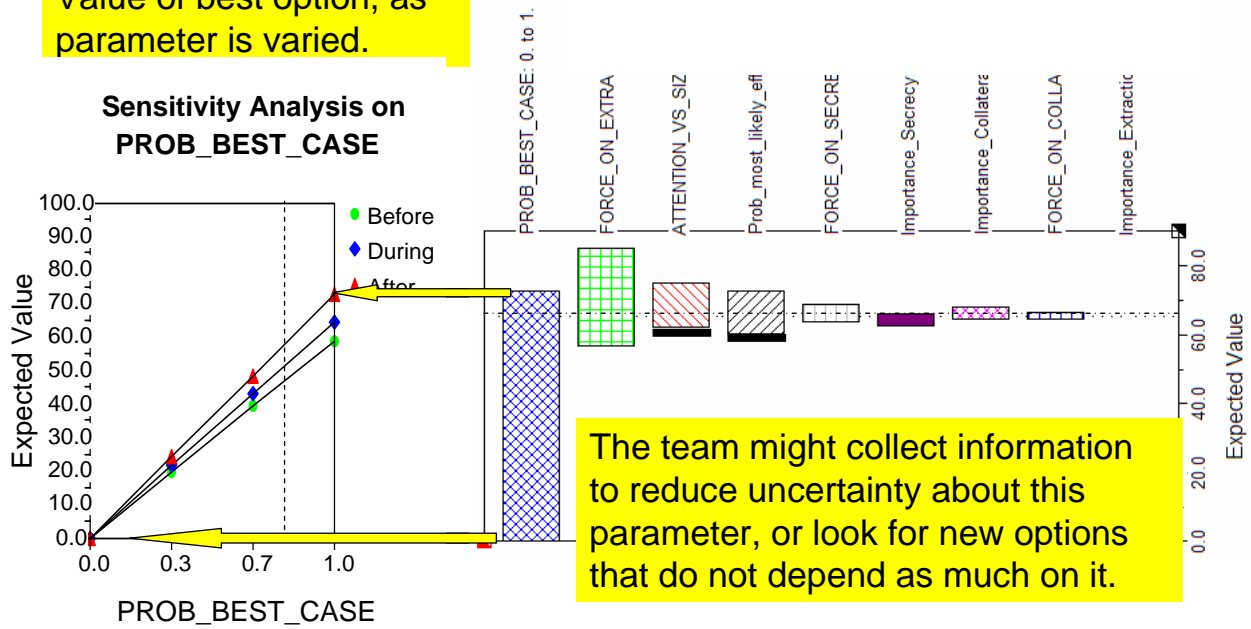 Value of best option, as
parameter is varied.
Sensitivity Analysis on
PROB_BEST_CASE
100.0
90.0
80.0
70.0
60.0
50.0
40.0
30.0
20.0
10.0
0.0
Expected Value
0.0 0.3 0.7 1.0
PROB_BEST_CASE
Before
During
After
PROB_BEST_CASE: 0. to 1.
FORCE_ON_EXTRA
ATTENTION_VS_SIZ
Prob_most_likely_eff
FORCE_ON_SECRE
Importance_Secrecy
Importance_Collatera
FORCE_ON_COLLA
Importance_Extractic
80.0
60.0
40.0
20.0
0.0
Expected Value
The team might collect information
to reduce uncertainty about this
parameter, or look for new options
that do not depend as much on it.